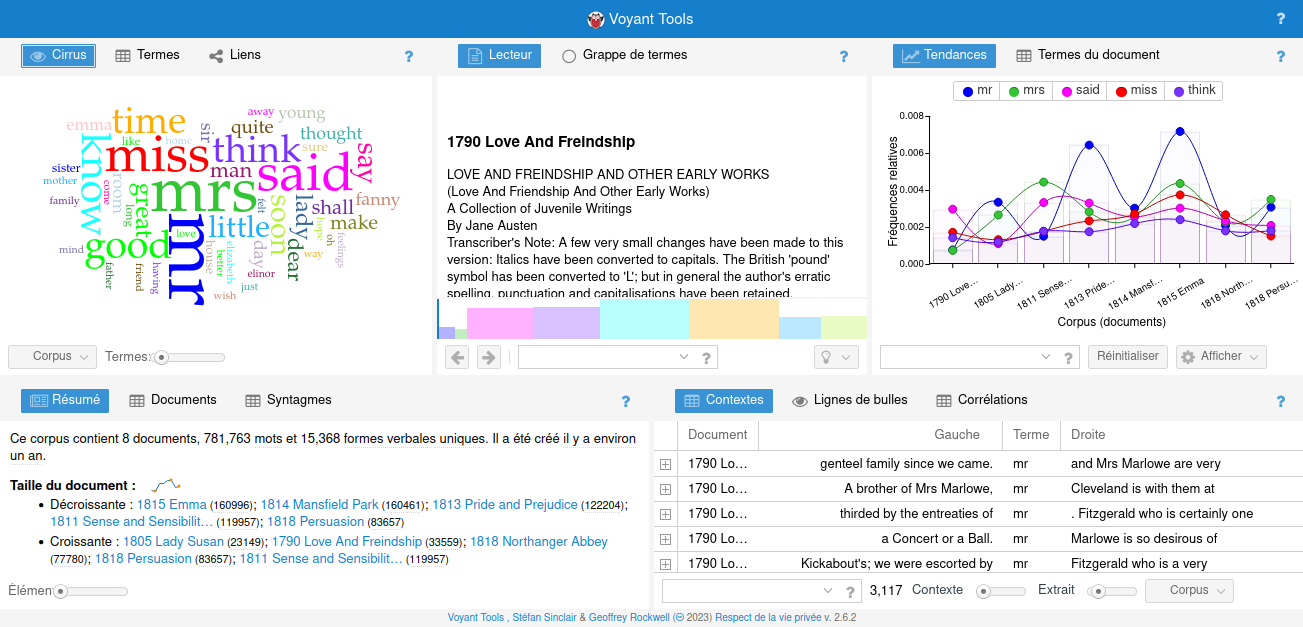 Voyant Tools
?
Cirrus
Termes
Liens
?
emma
time
away
young
sir
quite
thought
know
like
home
miss
think
sure
say
sister
mother
family
come
room
man
said
mrs
great
long
felt
soon
lady
shall
fanny
make
mr
little
good
love
mind
father
friend
having
house
better
elizabeth
day
elinor
dear
hope
oh
way
feelings
just
wish
Corpus
Termes:
Lecteur
Grappe de termes
?
1790 Love And Freindship
LOVE AND FREINDSHIP AND OTHER EARLY WORKS
(Love And Friendship And Other Early Works)
A Collection of Juvenile Writings
By Jane Austen
Transcriber's Note: A few very small changes have been made to this
version: Italics have been converted to capitals. The British 'pound'
symbol has been converted to 'L'; but in general the author's erratic
spelling, punctuation and capitalisations have been retained.
?
Tendances
Termes du document
?
mr
mrs
said
miss
think
Fréquences relatives
0.008
0.006
0.004
0.002
0.000
1790 Love…
1805 Lady…
1811 Sense…
1813 Pride…
1814 Mansf…
1815 Emma
1818 North…
1818 Persu…
Corpus (documents)
?
Réinitialiser
Afficher
Résumé
Documents
Syntagmes
?
Ce corpus contient 8 documents, 781,763 mots et 15,368 formes verbales uniques. Il a été créé il y a environ
un an.
Taille du document :
Décroissante : 1815 Emma (160996); 1814 Mansfield Park (160461); 1813 Pride and Prejudice (122204);
1811 Sense and Sensibilit… (119957); 1818 Persuasion (83657)
Croissante : 1805 Lady Susan (23149); 1790 Love And Freindship (33559); 1818 Northanger Abbey
(77780); 1818 Persuasion (83657); 1811 Sense and Sensibilit… (119957)
Élémen
Contextes
Lignes de bulles
Corrélations
?
Document Gauche Terme Droite
1790 Lo… genteel family since we came. mr and Mrs Marlowe are very
1790 Lo… A brother of Mrs Marlowe, mr Cleveland is with them at
1790 Lo… thirded by the entreaties of mr . Fitzgerald who is certainly one
1790 Lo… a Concert or a Ball. mr Marlowe is so desirous of
1790 Lo… Kickabout's; we were escorted by mr Fitzgerald who is a very
?
3,117 Contexte Extrait Corpus
Voyant Tools , Stéfan Sinclair & Geoffrey Rockwell (© 2023) Respect de la vie privée v. 2.6.2